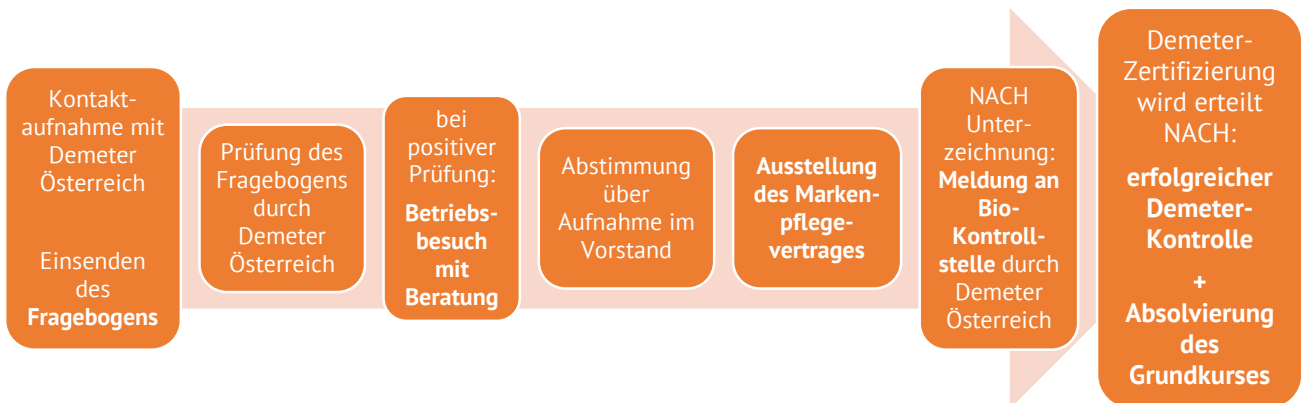 Kontakt-
aufnahme mit
Demeter
Österreich
Einsenden
des
Fragebogens
Prüfung des
Fragebogens
durch
Demeter
Österreich
bei
positiver
Prüfung:
Betriebs-
besuch
mit
Beratung
Abstimmung
über
Aufnahme im
Vorstand
Ausstellung
des Marken-
pflege-
vertrages
NACH
Unter-
zeichnung:
Meldung an
Bio-
Kontroll-
stelle durch
Demeter
Österreich
Demeter-
Zertifizierung
wird erteilt
NACH:
erfolgreicher
Demeter-
Kontrolle
+
Absolvierung
des
Grundkurses